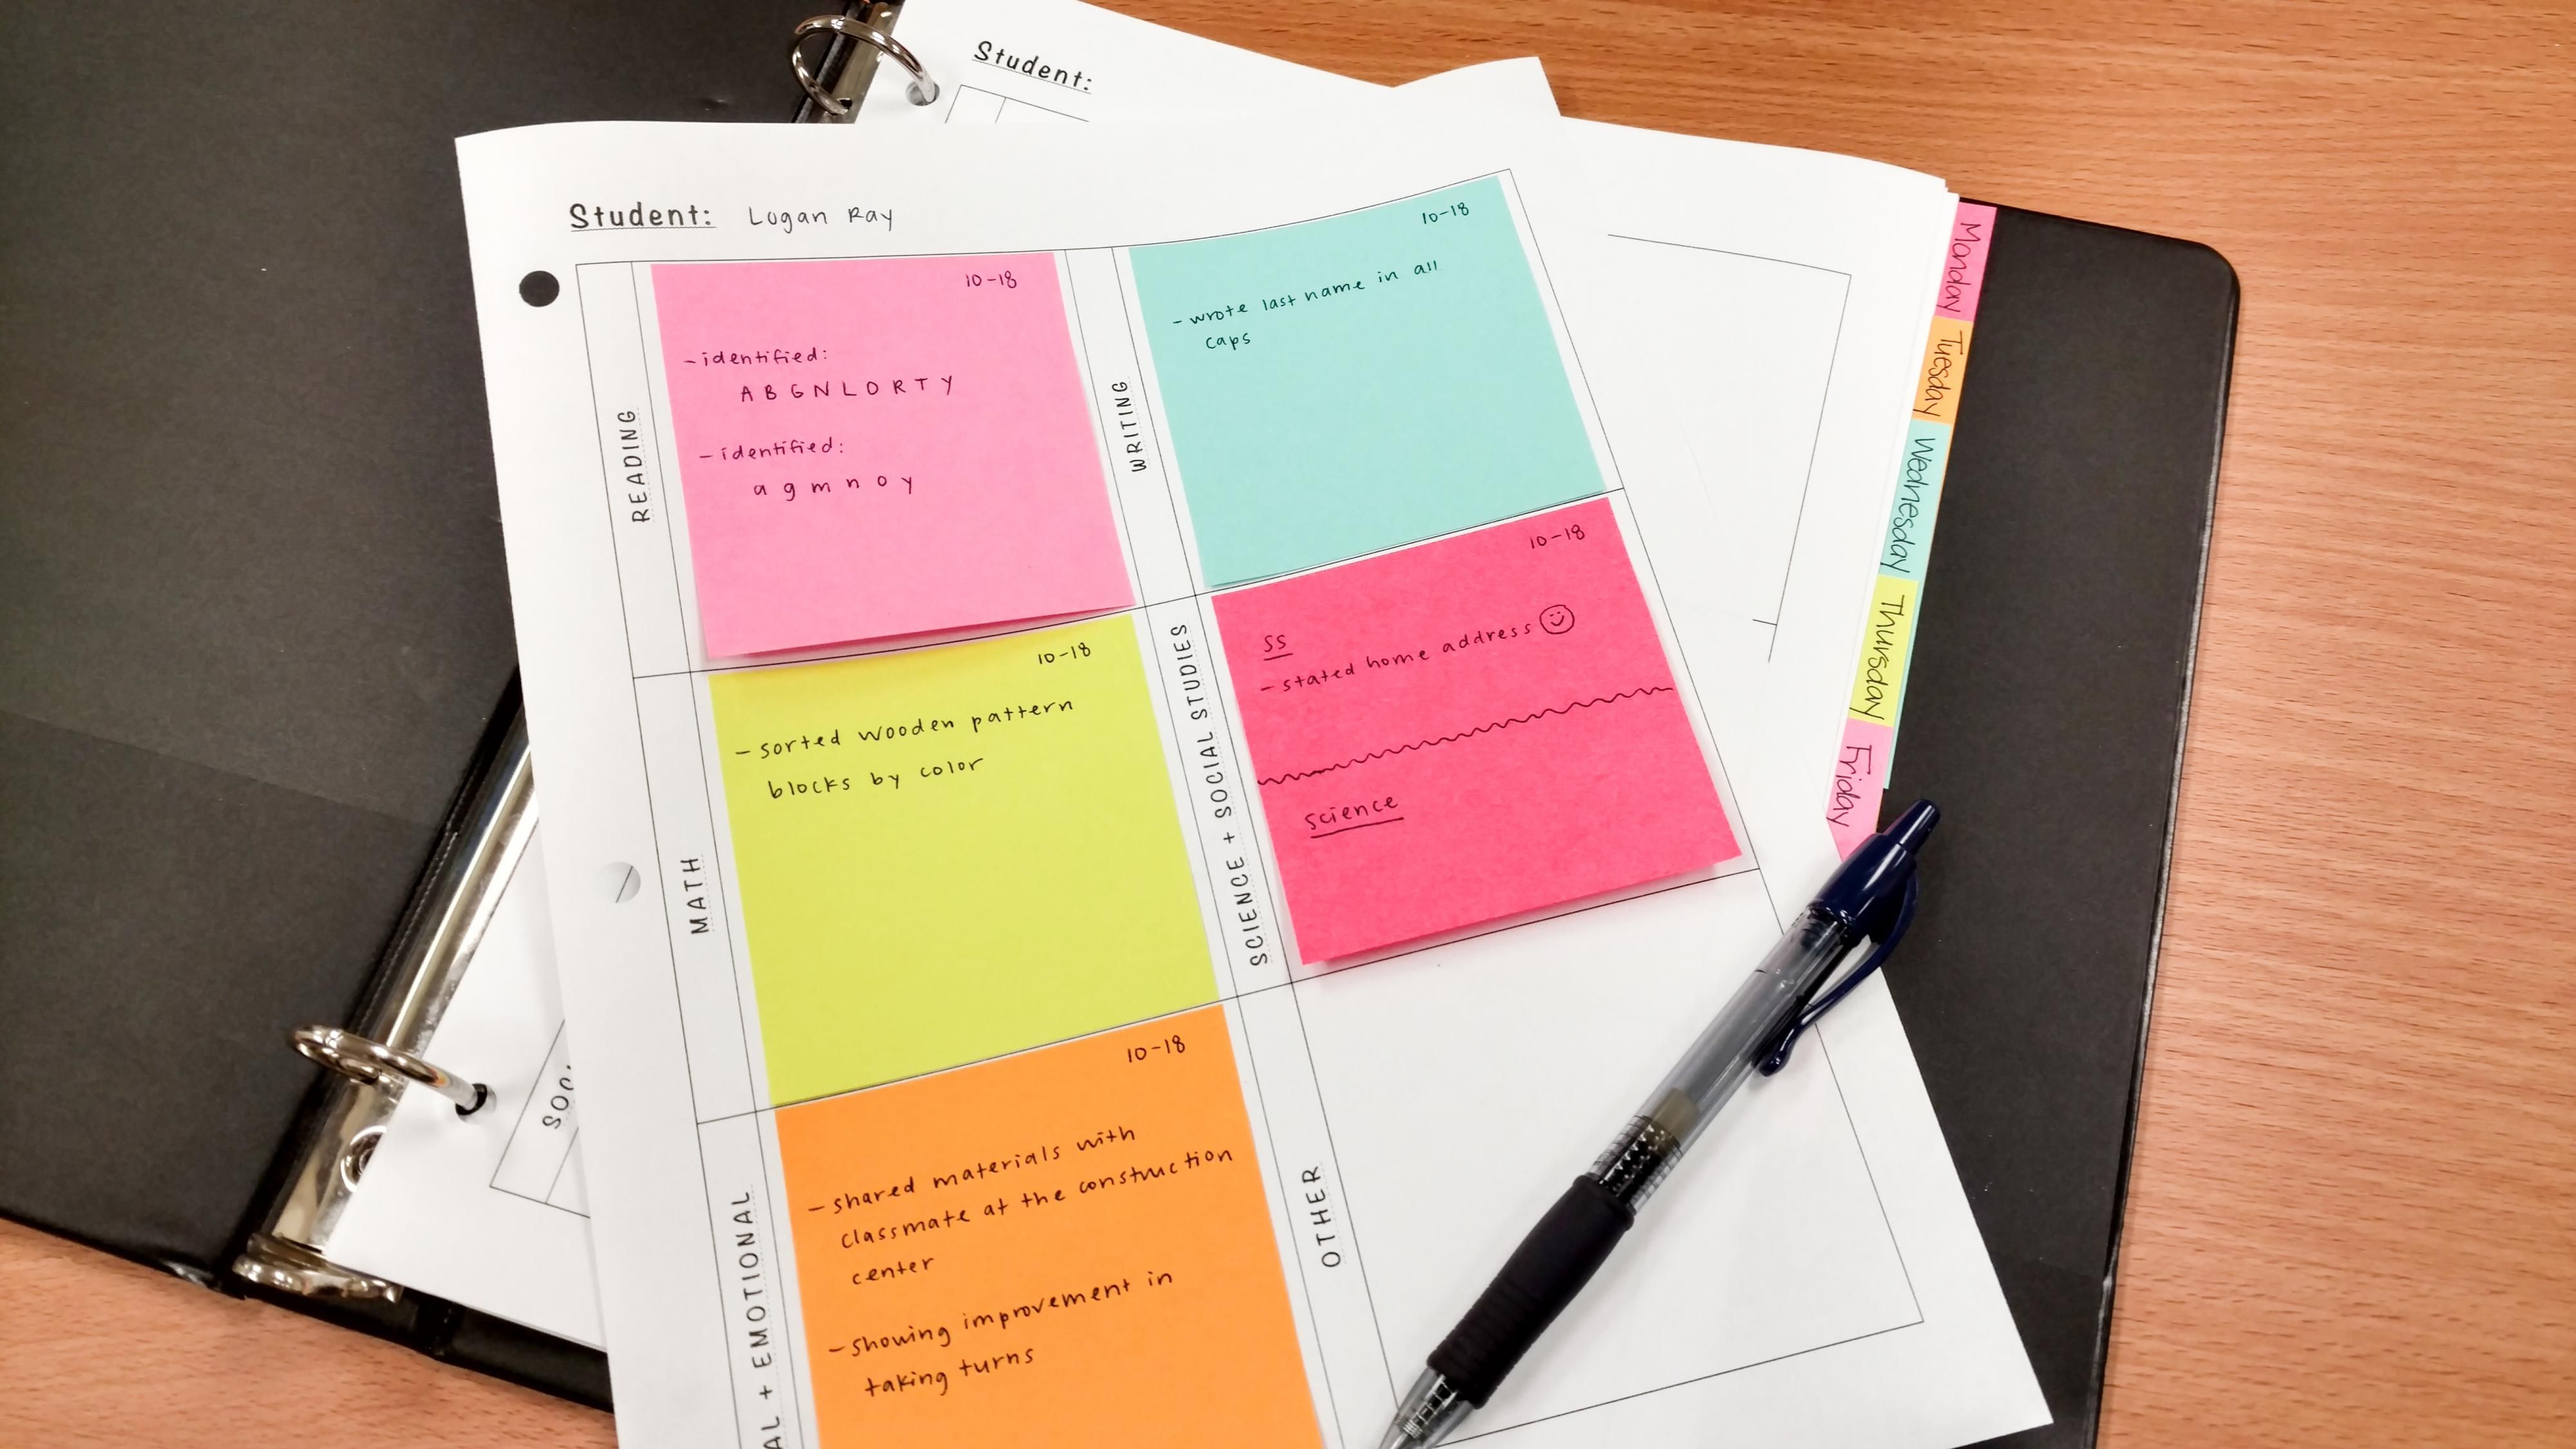 Student:
Student: Logan Ray
READING
10-18
- identified:
A B G N L O R T Y
- identified:
a g m n o y
WRITING
10-18
- wrote last name in all
caps
MATH
10-18
- sorted wooden pattern
blocks by color
SCIENCE + SOCIAL STUDIES
10-18
SS
- stated home address ☺
science
AL + EMOTIONAL
10-18
- shared materials with
classmate at the construction
center
- showing improvement in
taking turns
OTHER
Monday
Tuesday
Wednesday
Thursday
Friday